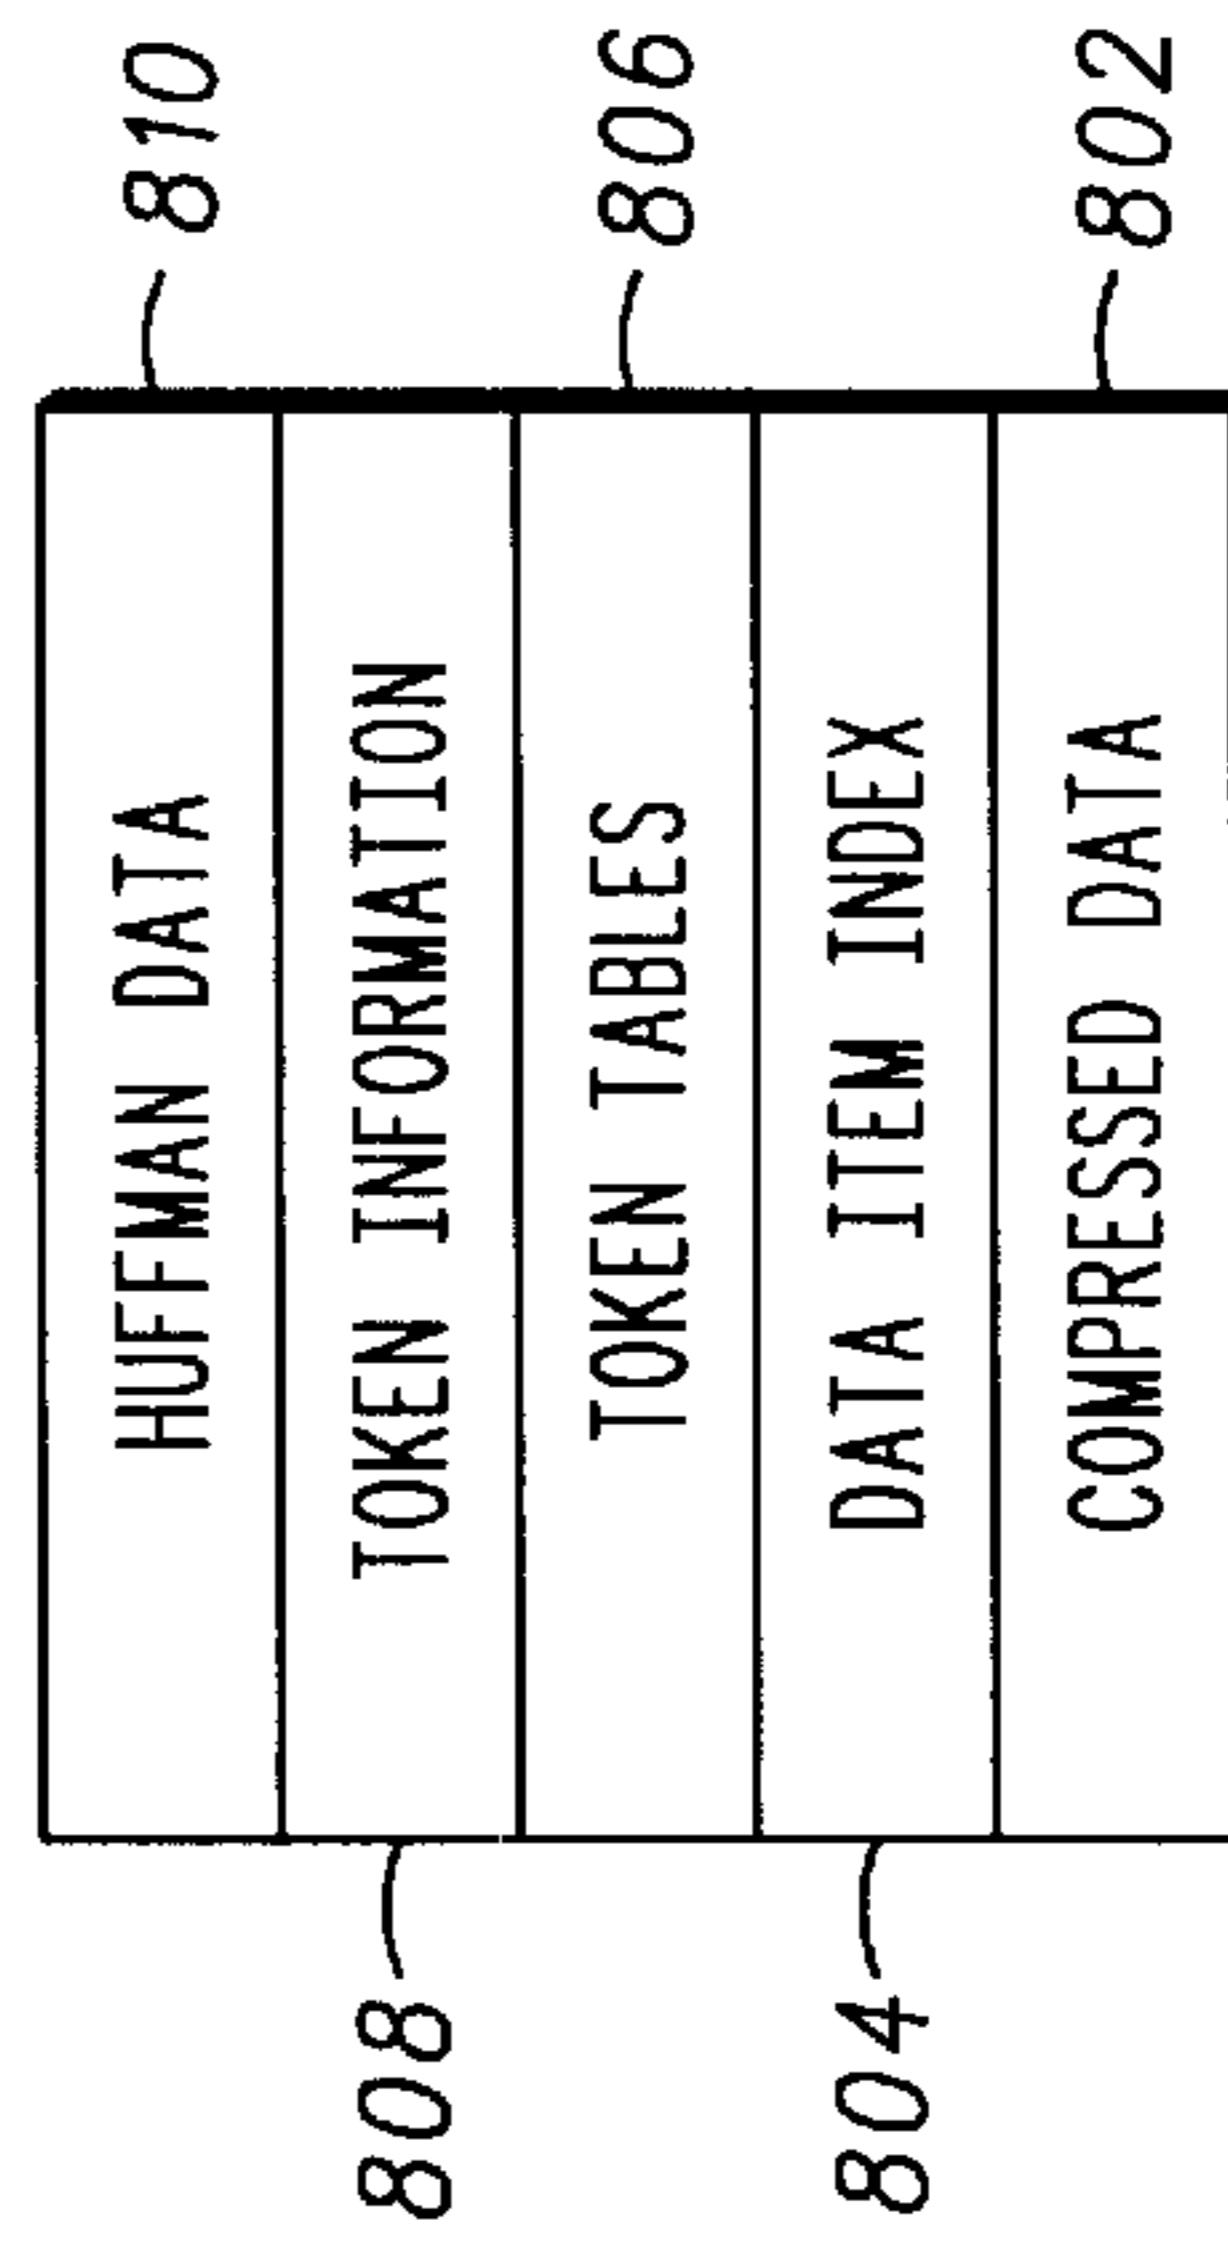 HUFFMAN DATA 810
808 TOKEN INFORMATION
TOKEN TABLES 806
804 DATA ITEM INDEX
COMPRESSED DATA 802